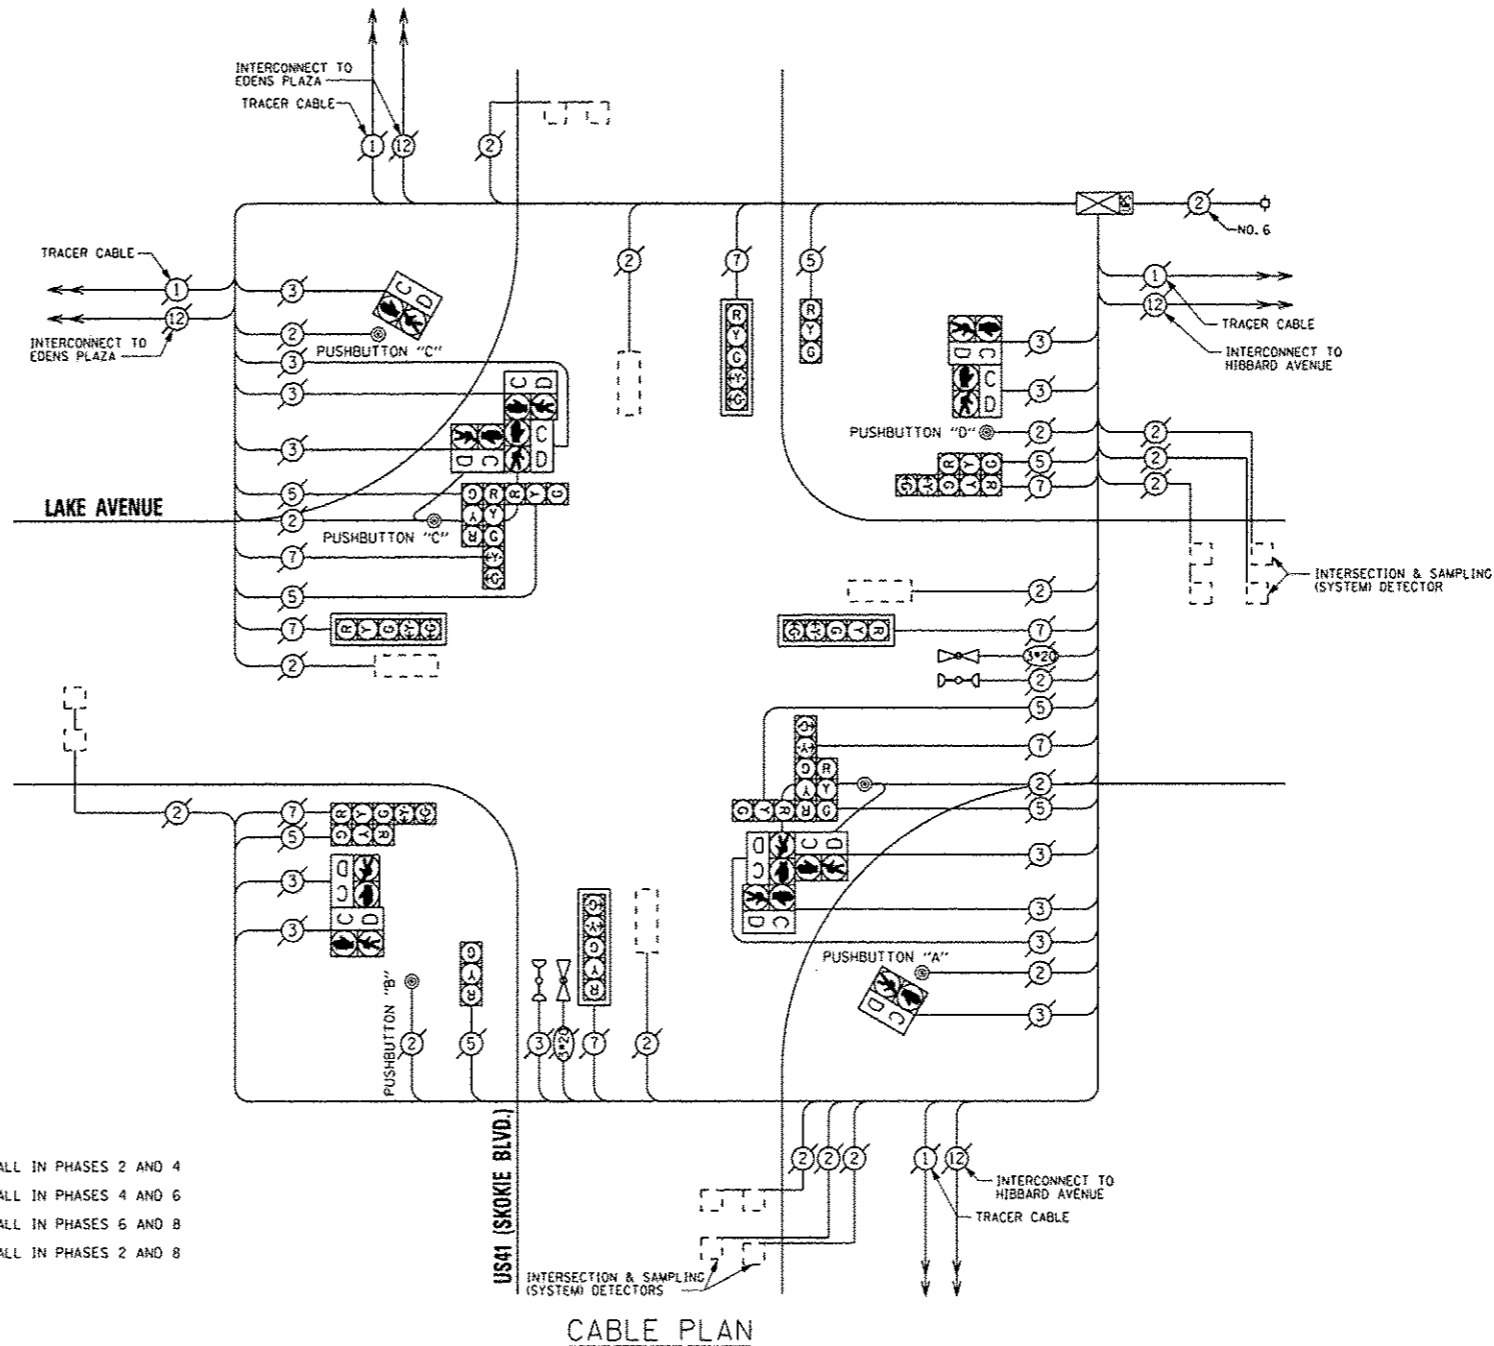 INTERCONNECT TO
EDENS PLAZA
TRACER CABLE
1
12
2
UPS
2
NO. 6
TRACER CABLE
1
12
INTERCONNECT TO
EDENS PLAZA
3
C D
2
PUSHBUTTON "C"
3
3
C D
3
C
D
D C
5
G R R Y G
Y Y
R G
←Y
←G
LAKE AVENUE
2
PUSHBUTTON "C"
7
5
7
R Y G ←Y ←G
2
2
7
R
Y
G
←Y
←G
5
R
Y
G
1
TRACER CABLE
12
INTERCONNECT TO
HIBBARD AVENUE
3
D C
3
C
D
PUSHBUTTON "D"
2
2
2
2
R Y G
5
←G ←Y G Y R
7
INTERSECTION & SAMPLING
(SYSTEM) DETECTOR
2
←G ←Y G Y R
7
3#20
2
5
7
2
5
G
Y
G R
Y Y
G Y R R G
D C D
C
D C
3
3
3
PUSHBUTTON "A"
2
D C
3
2
7
R Y G ←Y ←G
5
G Y R
3
D
C
3
C D
PUSHBUTTON "B"
2
G
Y
R
5
3
3#20
G
Y
G
Y
R
7
2
US41 (SKOKIE BLVD.)
2
2
2
1
12
INTERCONNECT TO
HIBBARD AVENUE
TRACER CABLE
INTERSECTION & SAMPLING
(SYSTEM) DETECTORS
ALL IN PHASES 2 AND 4
ALL IN PHASES 4 AND 6
ALL IN PHASES 6 AND 8
ALL IN PHASES 2 AND 8
CABLE PLAN